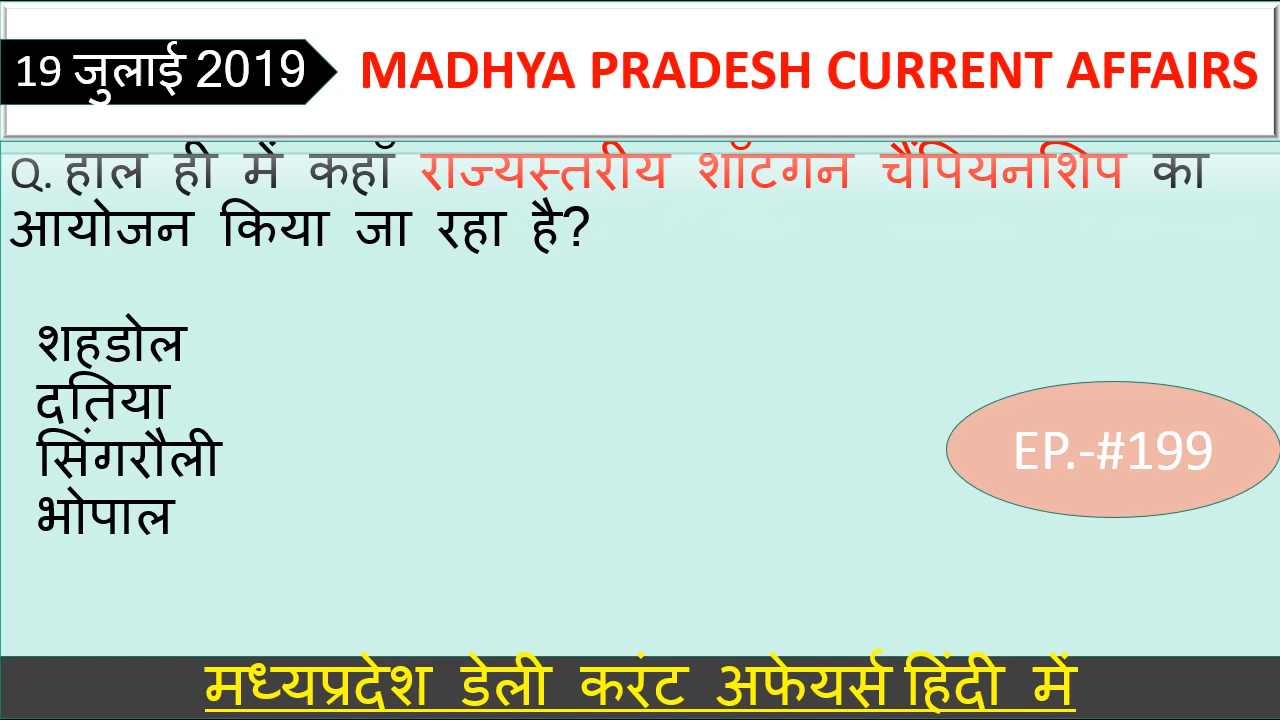 19 जुलाई 2019
MADHYA PRADESH CURRENT AFFAIRS
Q. हाल ही में कहॉ राज्यस्तरीय शॉटगन चैंपियनशिप का
आयोजन किया जा रहा है?
शहडोल
दतिया
सिंगरौली
भोपाल
EP.-#199
मध्यप्रदेश डेली करंट अफेयर्स हिंदी में